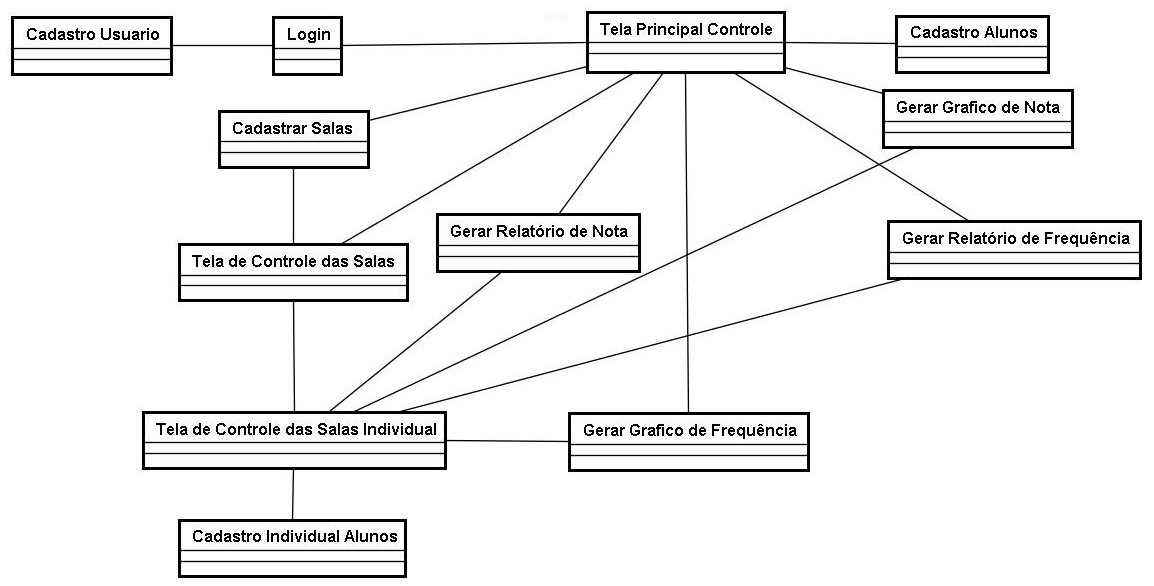 Cadastro Usuario
Login
Tela Principal Controle
Cadastro Alunos
Gerar Grafico de Nota
Cadastrar Salas
Gerar Relatório de Nota
Gerar Relatório de Frequência
Tela de Controle das Salas
Tela de Controle das Salas Individual
Gerar Grafico de Frequência
Cadastro Individual Alunos